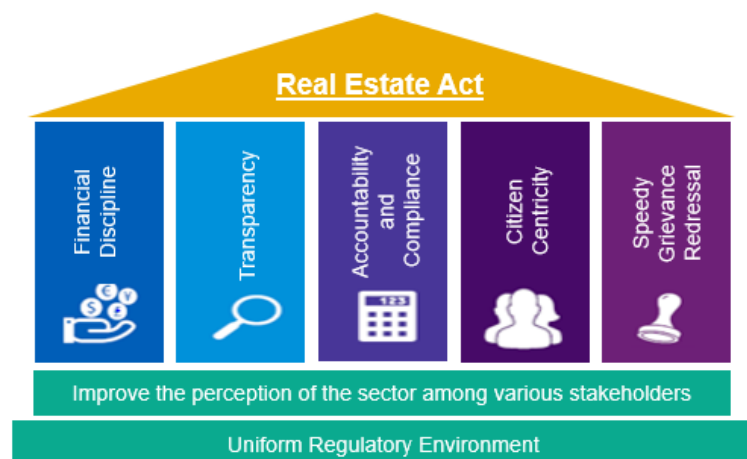 Real Estate Act
Financial
Discipline
Transparency
Accountability
and
Compliance
123
Citizen
Centricity
Speedy
Grievance
Redressal
Improve the perception of the sector among various stakeholders
Uniform Regulatory Environment